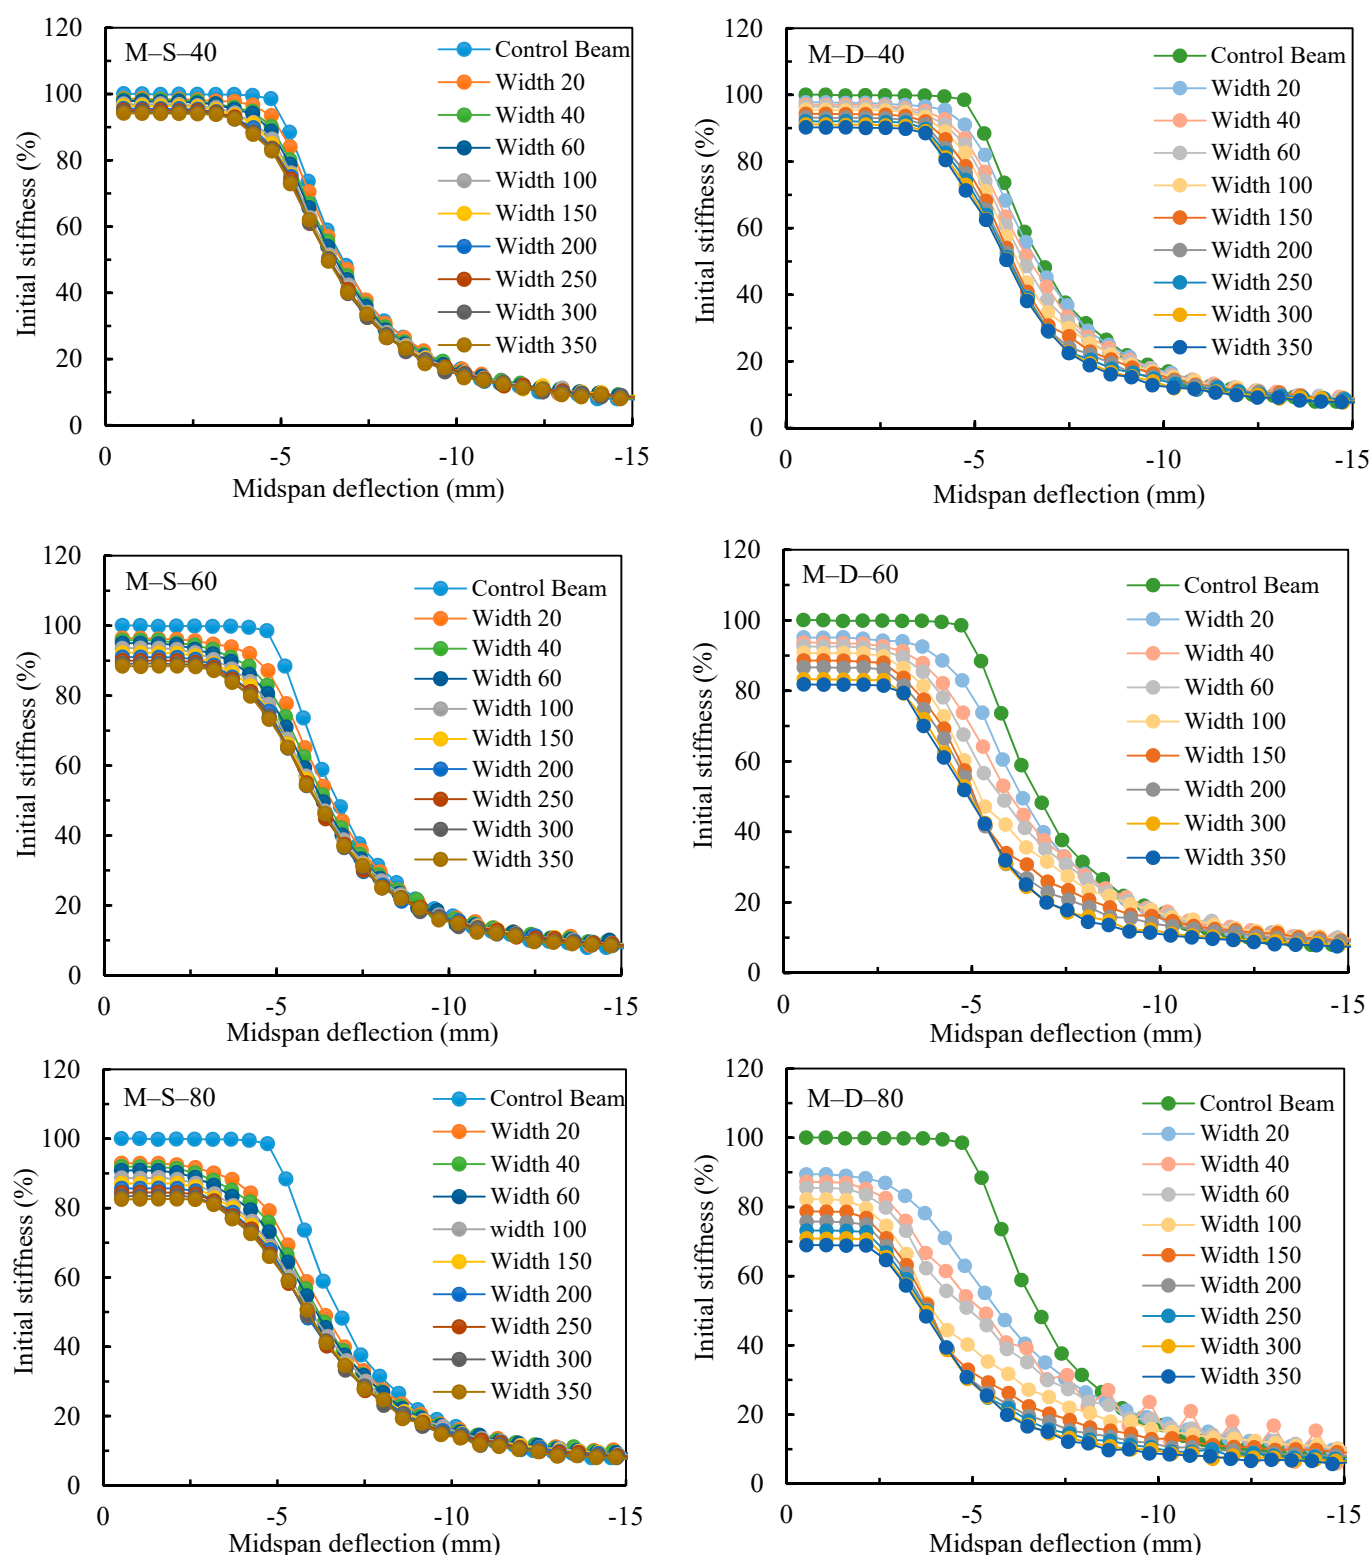 M–S–40
Initial stiffness (%)
120
100
80
60
40
20
0
0 -5 -10 -15
Midspan deflection (mm)
Control Beam
Width 20
Width 40
Width 60
Width 100
Width 150
Width 200
Width 250
Width 300
Width 350
M–D–40
Initial stiffness (%)
120
100
80
60
40
20
0
0 -5 -10 -15
Midspan deflection (mm)
Control Beam
Width 20
Width 40
Width 60
Width 100
Width 150
Width 200
Width 250
Width 300
Width 350
M–S–60
Initial stiffness (%)
120
100
80
60
40
20
0
0 -5 -10 -15
Midspan deflection (mm)
Control Beam
Width 20
Width 40
Width 60
Width 100
Width 150
Width 200
Width 250
Width 300
Width 350
M–D–60
Initial stiffness (%)
120
100
80
60
40
20
0
0 -5 -10 -15
Midspan deflection (mm)
Control Beam
Width 20
Width 40
Width 60
Width 100
Width 150
Width 200
Width 300
Width 350
M–S–80
Initial stiffness (%)
120
100
80
60
40
20
0
0 -5 -10 -15
Midspan deflection (mm)
Control Beam
Width 20
Width 40
Width 60
width 100
Width 150
Width 200
Width 250
Width 300
Width 350
M–D–80
Initial stiffness (%)
120
100
80
60
40
20
0
0 -5 -10 -15
Midspan deflection (mm)
Control Beam
Width 20
Width 40
Width 60
Width 100
Width 150
Width 200
Width 250
Width 300
Width 350